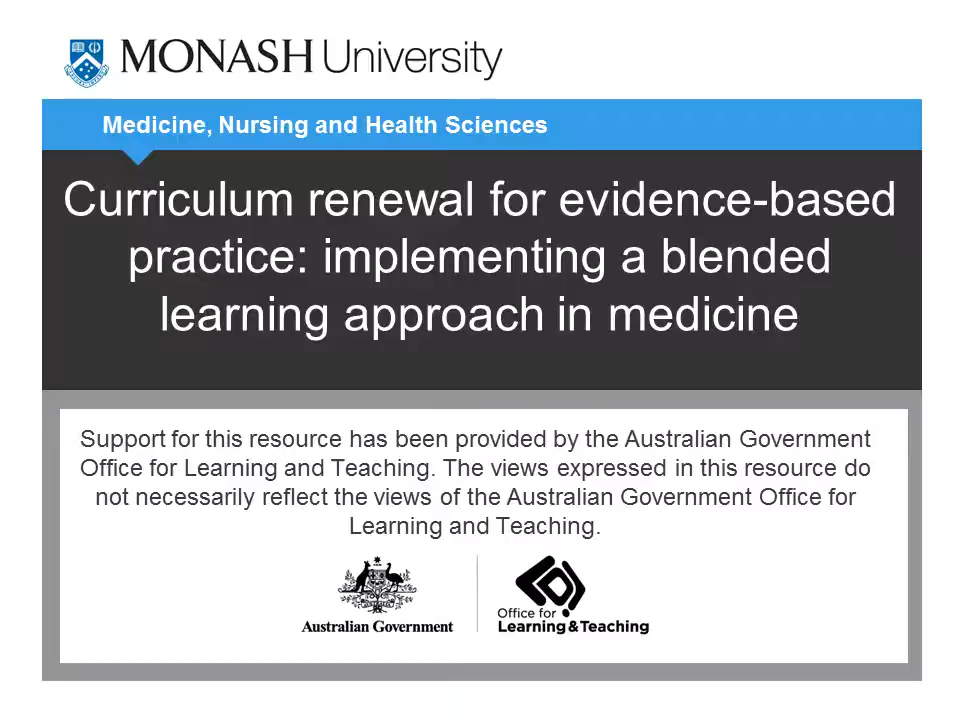 MONASH University
Medicine, Nursing and Health Sciences
Curriculum renewal for evidence-based
practice: implementing a blended
learning approach in medicine
Support for this resource has been provided by the Australian Government
Office for Learning and Teaching. The views expressed in this resource do
not necessarily reflect the views of the Australian Government Office for
Learning and Teaching.
Australian Government
Office for
Learning & Teaching